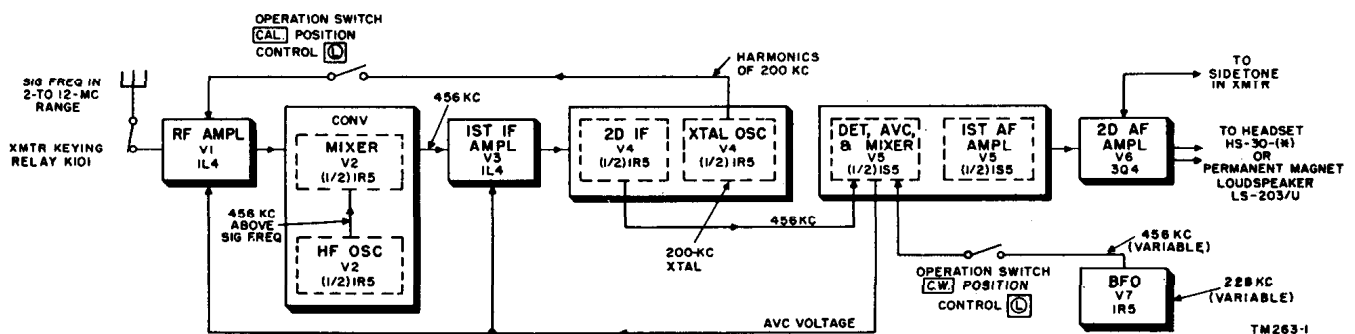 OPERATION SWITCH
CAL. POSITION
CONTROL L
HARMONICS
OF 200 KC
SIG FREQ IN
2-TO 12-MC
RANGE
XMTR KEYING
RELAY K101
RF AMPL
V1
1L4
CONV
MIXER
V2
(1/2) 1R5
456 KC
ABOVE
SIG FREQ
HF OSC
V2
(1/2) 1R5
456 KC
1ST IF
AMPL
V3
1L4
2D IF
V4
(1/2) 1R5
XTAL OSC
V4
(1/2) 1R5
200-KC
XTAL
456 KC
DET, AVC,
& MIXER
V5
(1/2) 1S5
1ST AF
AMPL
V5
(1/2) 1S5
2D AF
AMPL
V6
3Q4
TO
SIDETONE
IN XMTR
TO HEADSET
HS-30-(*)
OR
PERMANENT MAGNET
LOUDSPEAKER
LS-203/U
OPERATION SWITCH
C.W. POSITION
CONTROL L
456 KC
(VARIABLE)
BFO
V7
1R5
228 KC
(VARIABLE)
AVC VOLTAGE
TM263-1